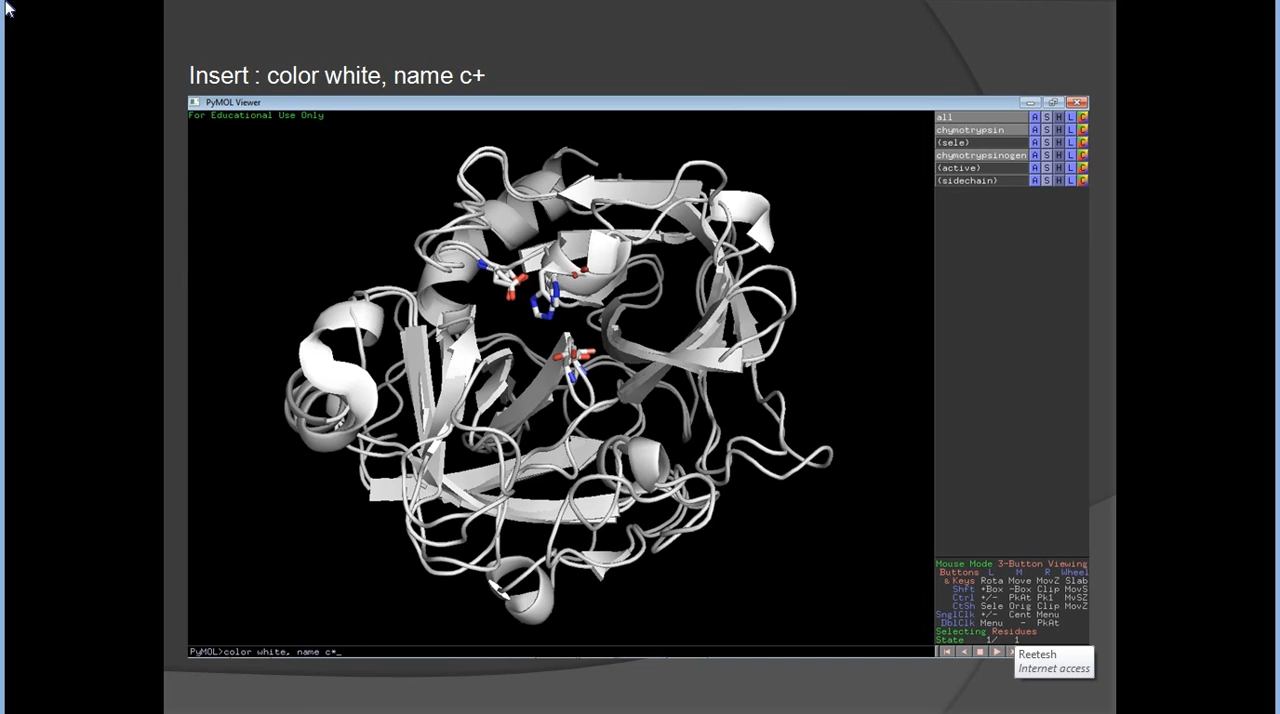 Insert : color white, name c+
PyMOL Viewer
For Educational Use Only
all A S H L C
chymotrypsin A S H L C
(sele) A S H L C
chymotrypsinogen A S H L C
(active) A S H L C
(sidechain) A S H L C
Mouse Mode 3-Button Viewing
Buttons L M R Wheel
& Keys Rota Move MovZ Slab
Shft +Box -Box Clip MovS
Ctrl +/- PkAt Pk1 MvSZ
CtSh Sele Orig Clip MovZ
SnglClk +/- Cent Menu
DblClk Menu - PkAt
Selecting Residues
State 1/ 1
PyMOL>color white, name c*_
Reetesh
Internet access